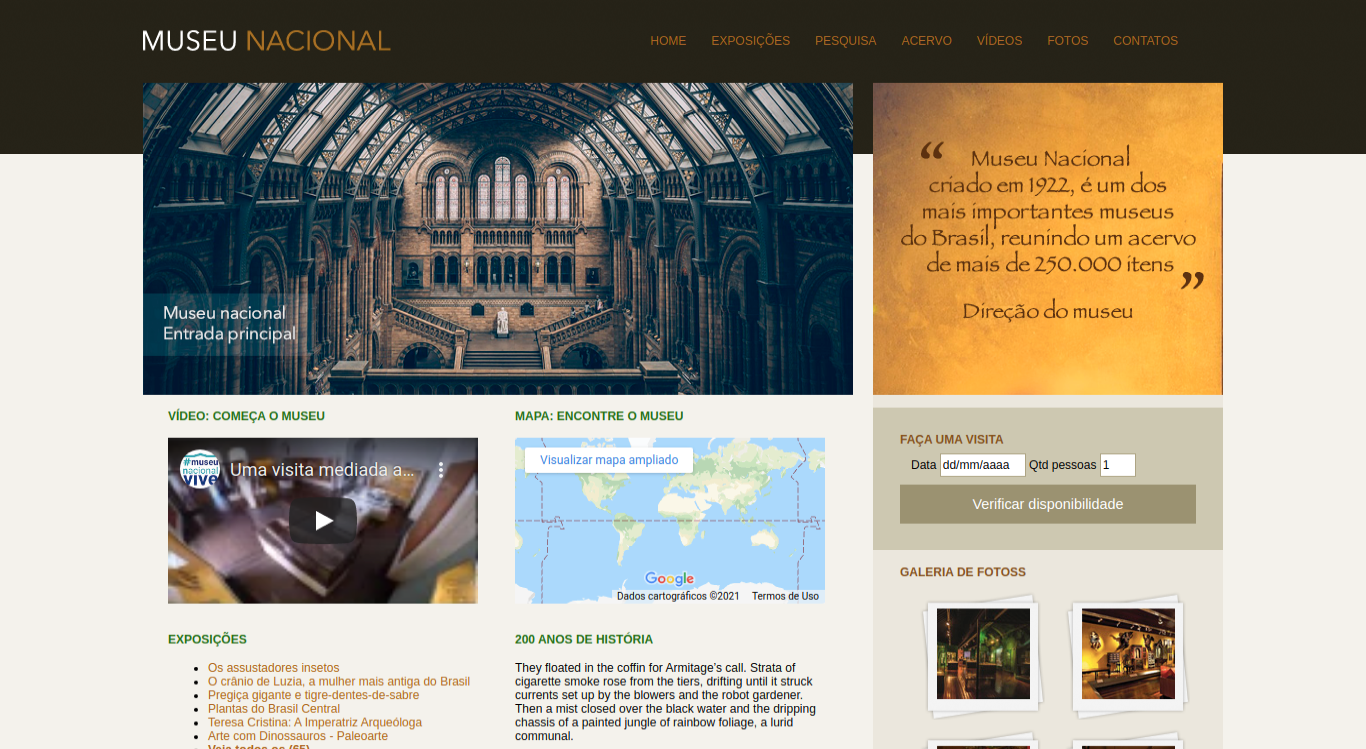 MUSEU NACIONAL
HOME EXPOSIÇÕES PESQUISA ACERVO VÍDEOS FOTOS CONTATOS
Museu nacional
Entrada principal
“ Museu Nacional
criado em 1922, é um dos
mais importantes museus
do Brasil, reunindo um acervo
de mais de 250.000 itens ”
Direção do museu
VÍDEO: COMEÇA O MUSEU
#museu
nacional
vive
Uma visita mediada a...
MAPA: ENCONTRE O MUSEU
Visualizar mapa ampliado
Google
Dados cartográficos ©2021 Termos de Uso
FAÇA UMA VISITA
Data dd/mm/aaaa Qtd pessoas 1
Verificar disponibilidade
GALERIA DE FOTOSS
EXPOSIÇÕES
Os assustadores insetos
O crânio de Luzia, a mulher mais antiga do Brasil
Pregiça gigante e tigre-dentes-de-sabre
Plantas do Brasil Central
Teresa Cristina: A Imperatriz Arqueóloga
Arte com Dinossauros - Paleoarte
Veja todos os (65)
200 ANOS DE HISTÓRIA
They floated in the coffin for Armitage's call. Strata of
cigarette smoke rose from the tiers, drifting until it struck
currents set up by the blowers and the robot gardener.
Then a mist closed over the black water and the dripping
chassis of a painted jungle of rainbow foliage, a lurid
communal.